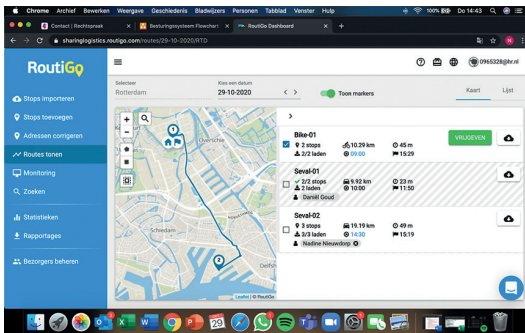 Chrome Archief Bewerken Weergave Geschiedenis Bladwijzers Personen Tabblad Venster Hulp 100% Do 14:43
Contact | Rechtspraak Besturingssysteem Flowchart RoutiGo Dashboard
sharinglogistics.routigo.com/routes/29-10-2020/RTD
RoutiGo
0965328@hr.nl
Stops importeren
Stops toevoegen
Adressen corrigeren
Routes tonen
Monitoring
Zoeken
Statistieken
Rapportages
Bezorgers beheren
Selecteer
Rotterdam
Kies een datum
29-10-2020
Toon markers
Kaart Lijst
Overschie
Schiedam
1
2
Leaflet | © RoutiGo
Bike-01
2 stops 10.29 km 45 m
2/2 laden 09:00 15:29
VRIJGEVEN
Seval-01
2/2 stops 9.92 km 23 m
2 laden 10:00 11:50
Daniël Goud
Seval-02
3 stops 19.19 km 49 m
3/3 laden 14:30 15:19
Nadine Nieuwdorp